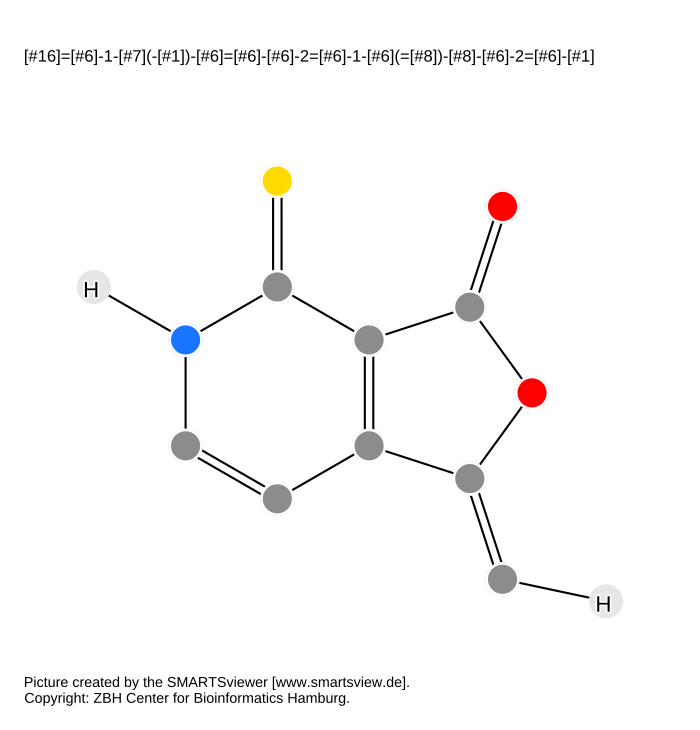 [#16]=[#6]-1-[#7](-[#1])-[#6]=[#6]-[#6]-2=[#6]-1-[#6](=[#8])-[#8]-[#6]-2=[#6]-[#1]
H
H
Picture created by the SMARTSviewer [www.smartsview.de].
Copyright: ZBH Center for Bioinformatics Hamburg.